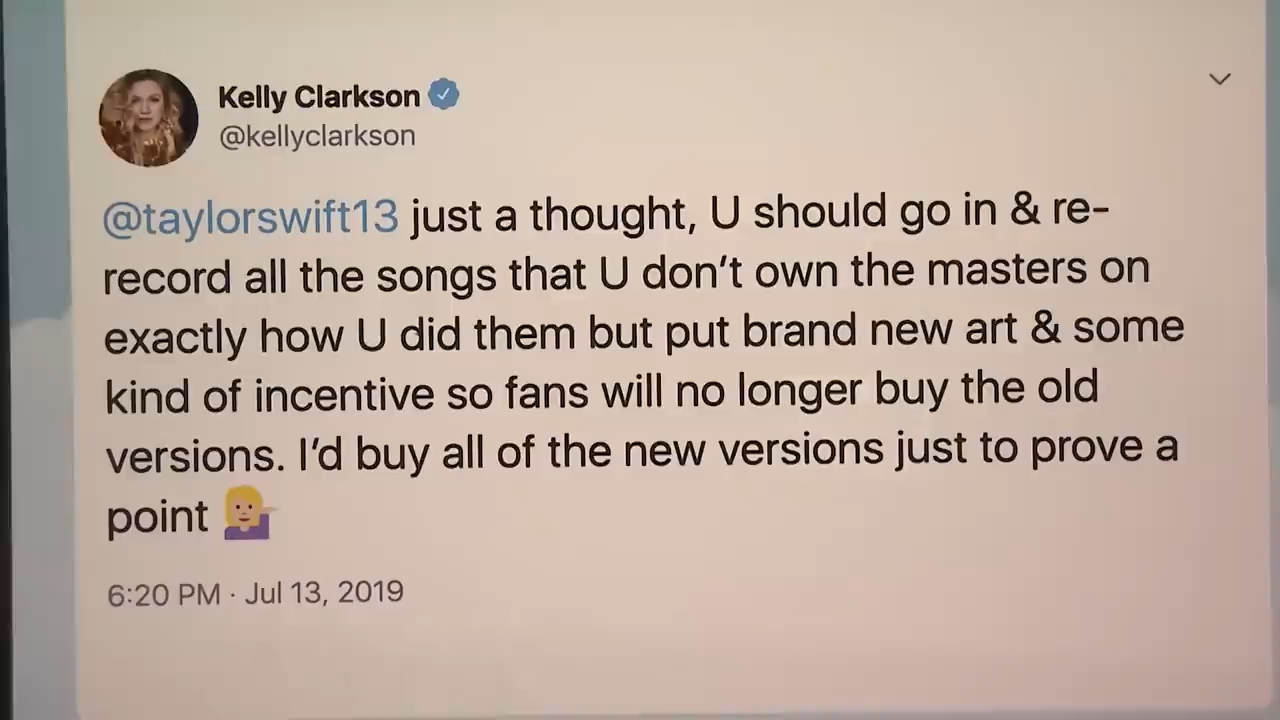 Kelly Clarkson
@kellyclarkson
@taylorswift13 just a thought, U should go in & re-
record all the songs that U don’t own the masters on
exactly how U did them but put brand new art & some
kind of incentive so fans will no longer buy the old
versions. I’d buy all of the new versions just to prove a
point 💁🏼‍♀️
6:20 PM · Jul 13, 2019